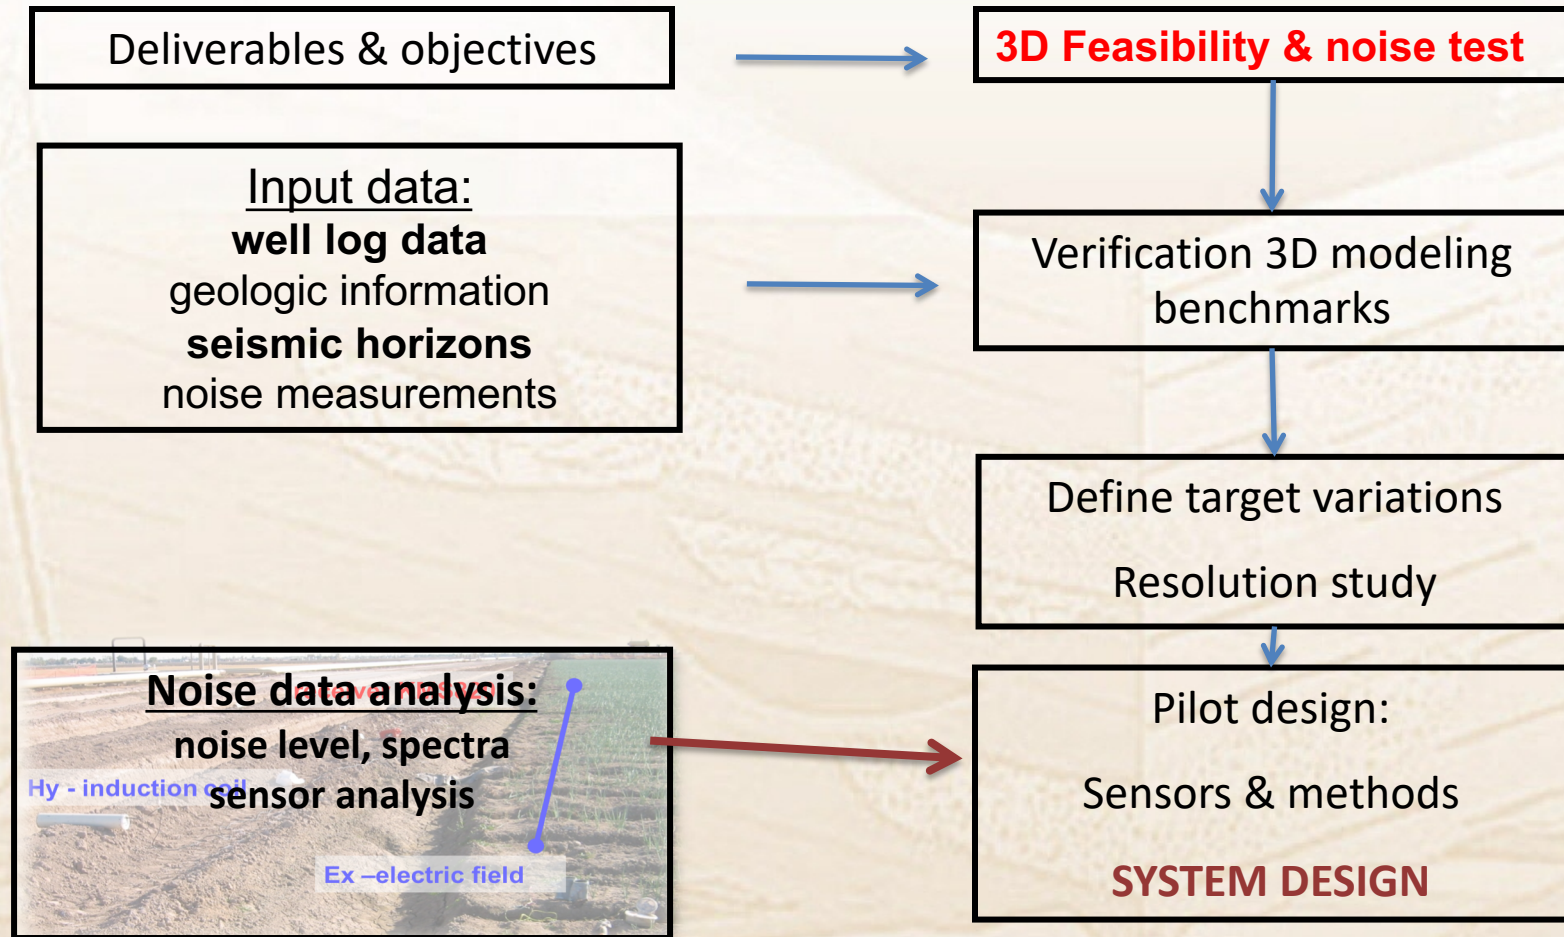 Deliverables & objectives
3D Feasibility & noise test
Input data:
well log data
geologic information
seismic horizons
noise measurements
Verification 3D modeling
benchmarks
Define target variations
Resolution study
Noise data analysis:
noise level, spectra
sensor analysis
receiver KMS820
Hy - induction coil
Ex –electric field
Pilot design:
Sensors & methods
SYSTEM DESIGN